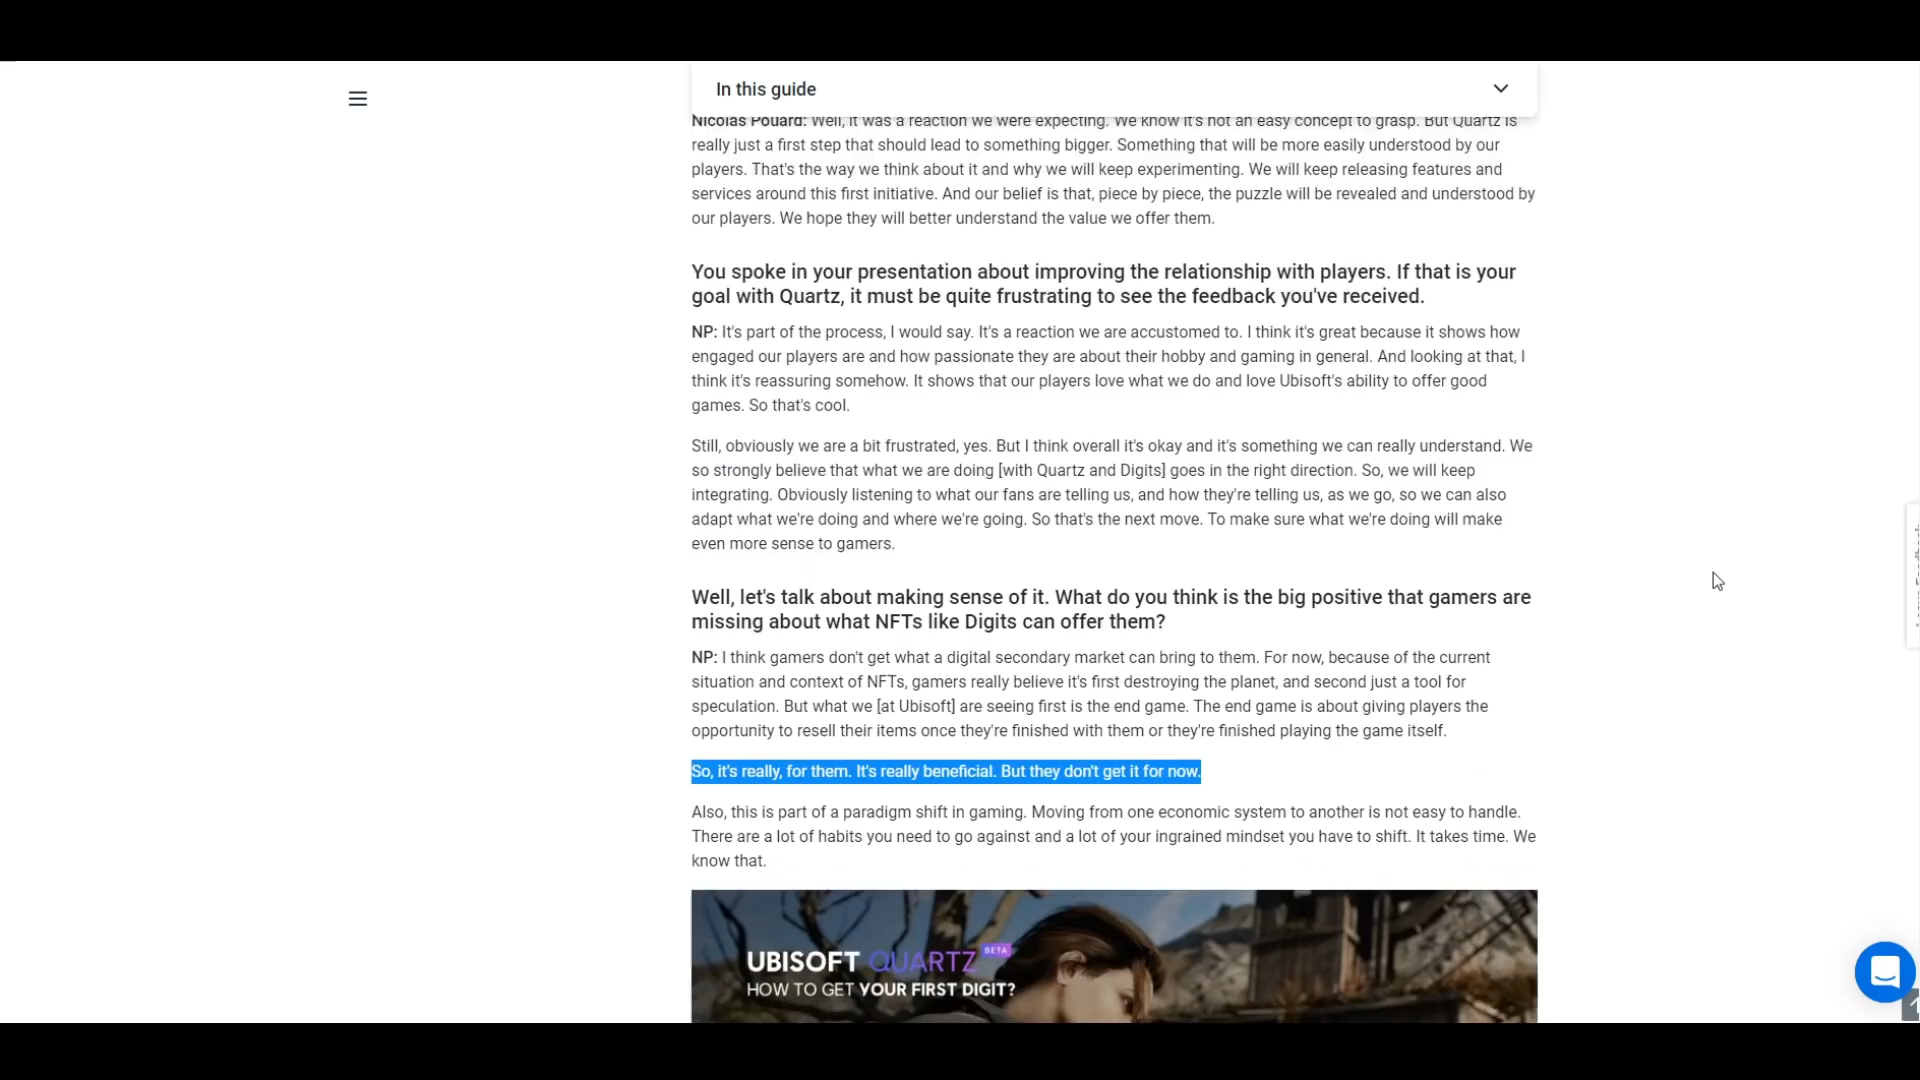 In this guide
Nicolas Pouard: Well, it was a reaction we were expecting. We know it's not an easy concept to grasp. But Quartz is
really just a first step that should lead to something bigger. Something that will be more easily understood by our
players. That's the way we think about it and why we will keep experimenting. We will keep releasing features and
services around this first initiative. And our belief is that, piece by piece, the puzzle will be revealed and understood by
our players. We hope they will better understand the value we offer them.
You spoke in your presentation about improving the relationship with players. If that is your
goal with Quartz, it must be quite frustrating to see the feedback you've received.
NP: It's part of the process, I would say. It's a reaction we are accustomed to. I think it's great because it shows how
engaged our players are and how passionate they are about their hobby and gaming in general. And looking at that, I
think it's reassuring somehow. It shows that our players love what we do and love Ubisoft's ability to offer good
games. So that's cool.
Still, obviously we are a bit frustrated, yes. But I think overall it's okay and it's something we can really understand. We
so strongly believe that what we are doing [with Quartz and Digits] goes in the right direction. So, we will keep
integrating. Obviously listening to what our fans are telling us, and how they're telling us, as we go, so we can also
adapt what we're doing and where we're going. So that's the next move. To make sure what we're doing will make
even more sense to gamers.
Well, let's talk about making sense of it. What do you think is the big positive that gamers are
missing about what NFTs like Digits can offer them?
NP: I think gamers don't get what a digital secondary market can bring to them. For now, because of the current
situation and context of NFTs, gamers really believe it's first destroying the planet, and second just a tool for
speculation. But what we [at Ubisoft] are seeing first is the end game. The end game is about giving players the
opportunity to resell their items once they're finished with them or they're finished playing the game itself.
So, it's really, for them. It's really beneficial. But they don't get it for now.
Also, this is part of a paradigm shift in gaming. Moving from one economic system to another is not easy to handle.
There are a lot of habits you need to go against and a lot of your ingrained mindset you have to shift. It takes time. We
know that.
UBISOFT QUARTZ BETA
HOW TO GET YOUR FIRST DIGIT?